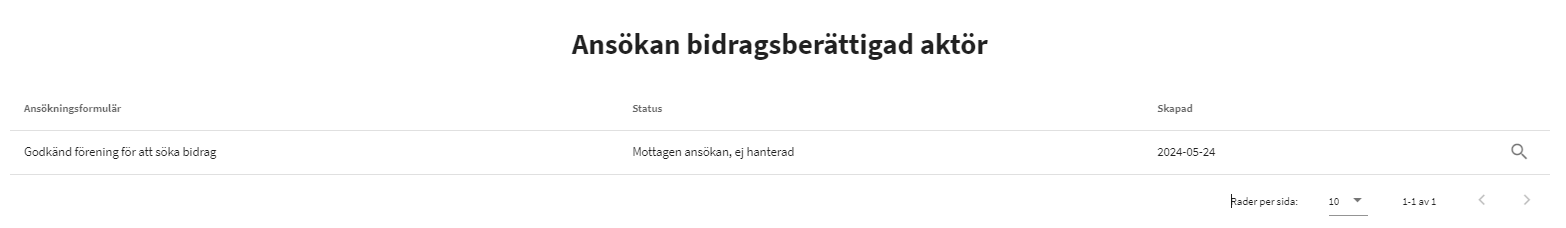 Ansökan bidragsberättigad aktör
Ansökningsformulär Status Skapad
Godkänd förening för att söka bidrag Mottagen ansökan, ej hanterad 2024-05-24
Rader per sida: 10 1-1 av 1